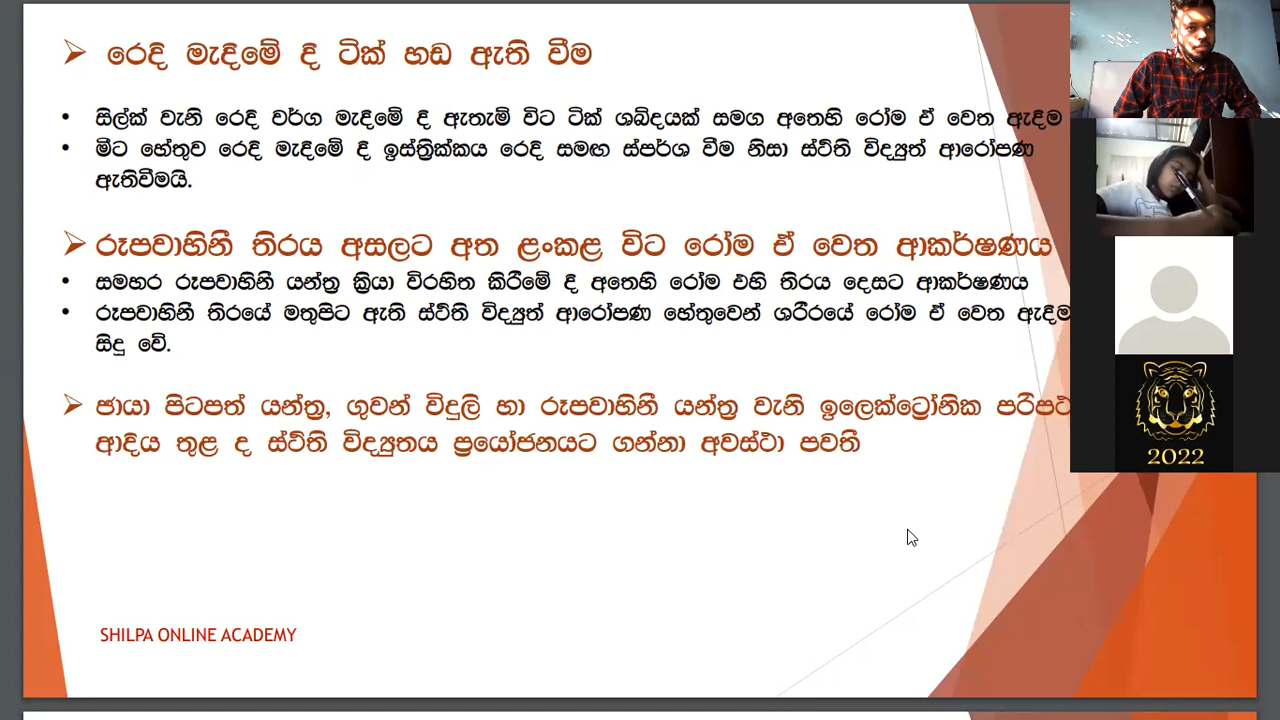 රෙදි මැදීමේ දී ටික් හඩ ඇති වීම
සිල්ක් වැනි රෙදි වර්ග මැදීමේ දී ඇතැම් විට ටික් ශබ්දයක් සමග අතෙහි රෝම ඒ වෙත ඇදීම
මීට හේතුව රෙදි මැදීමේ දී ඉස්ත්‍රික්කය රෙදි සමඟ ස්පර්ශ වීම නිසා ස්ථිති විද්‍යුත් ආරෝපණ
ඇතිවීමයි.
රූපවාහිනී තිරය අසලට අත ළංකළ විට රෝම ඒ වෙත ආකර්ෂණය
සමහර රූපවාහිනී යන්ත්‍ර ක්‍රියා විරහිත කිරීමේ දී අතෙහි රෝම එහි තිරය දෙසට ආකර්ෂණය
රූපවාහිනී තිරයේ මතුපිට ඇති ස්ථිති විද්‍යුත් ආරෝපණ හේතුවෙන් ශරීරයේ රෝම ඒ වෙත ඇදීම
සිදු වේ.
ඡායා පිටපත් යන්ත්‍ර, ගුවන් විදුලි හා රූපවාහිනී යන්ත්‍ර වැනි ඉලෙක්ට්‍රෝනික
ආදිය තුළ ද ස්ථිති විද්‍යුතය ප්‍රයෝජනයට ගන්නා අවස්ථා පවතී
SHILPA ONLINE ACADEMY
2022